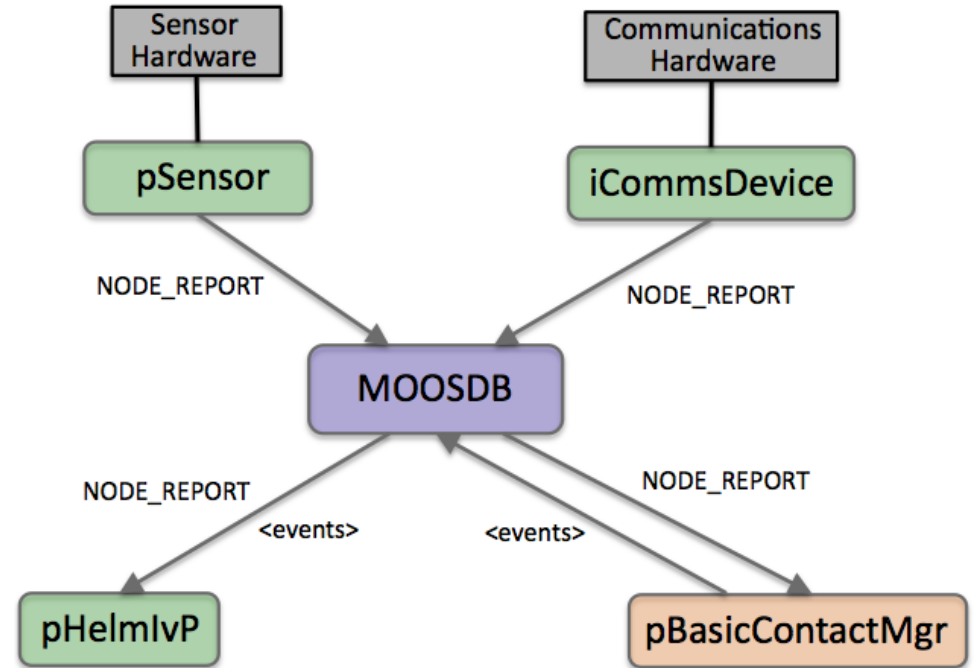 Sensor
Hardware
Communications
Hardware
pSensor
iCommsDevice
NODE_REPORT
NODE_REPORT
MOOSDB
NODE_REPORT
<events>
<events>
NODE_REPORT
pHelmIvP
pBasicContactMgr